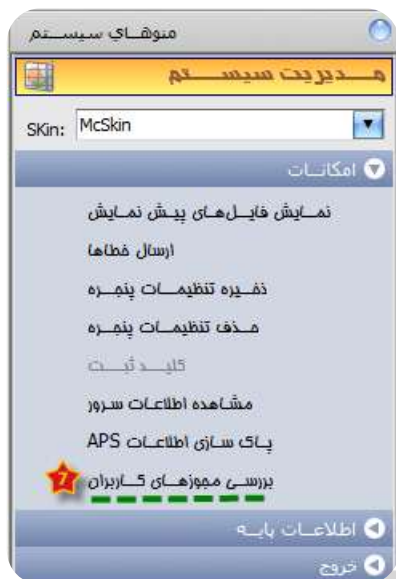 منوهای سیستم
مدیریت سیستم
SKin: McSkin
امکانات
نمایش فایل‌های پیش نمایش
ارسال خطاها
ذخیره تنظیمات پنجره
حذف تنظیمات پنجره
کلید ثبت
مشاهده اطلاعات سرور
پاک سازی اطلاعات APS
بررسی مجوزهای کاربران
7
اطلاعات پایه
خروج